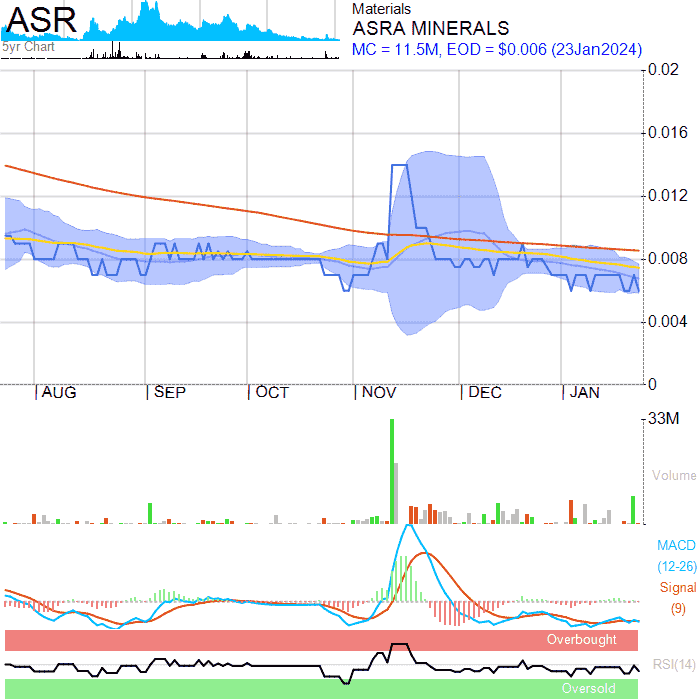 ASR
5yr Chart
Materials
ASRA MINERALS
MC = 11.5M, EOD = $0.006 (23Jan2024)
0.02
0.016
0.012
0.008
0.004
0
AUG SEP OCT NOV DEC JAN
33M
Volume
MACD
(12-26)
Signal
(9)
Overbought
RSI(14)
Oversold